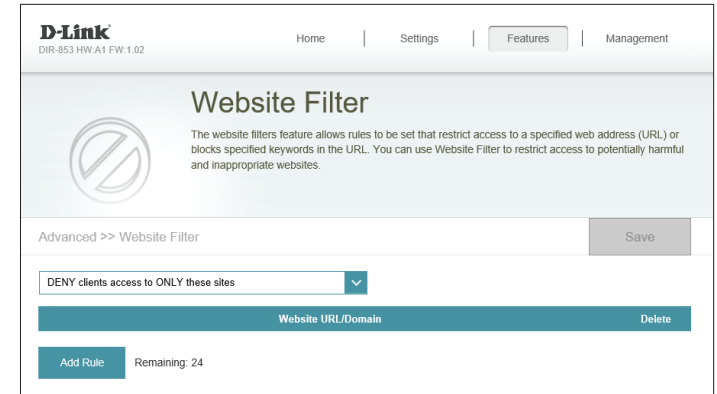 D-Link
DIR-853 HW:A1 FW:1.02
Home | Settings | Features | Management
Website Filter
The website filters feature allows rules to be set that restrict access to a specified web address (URL) or
blocks specified keywords in the URL. You can use Website Filter to restrict access to potentially harmful
and inappropriate websites.
Advanced >> Website Filter
Save
DENY clients access to ONLY these sites
Website URL/Domain Delete
Add Rule Remaining: 24